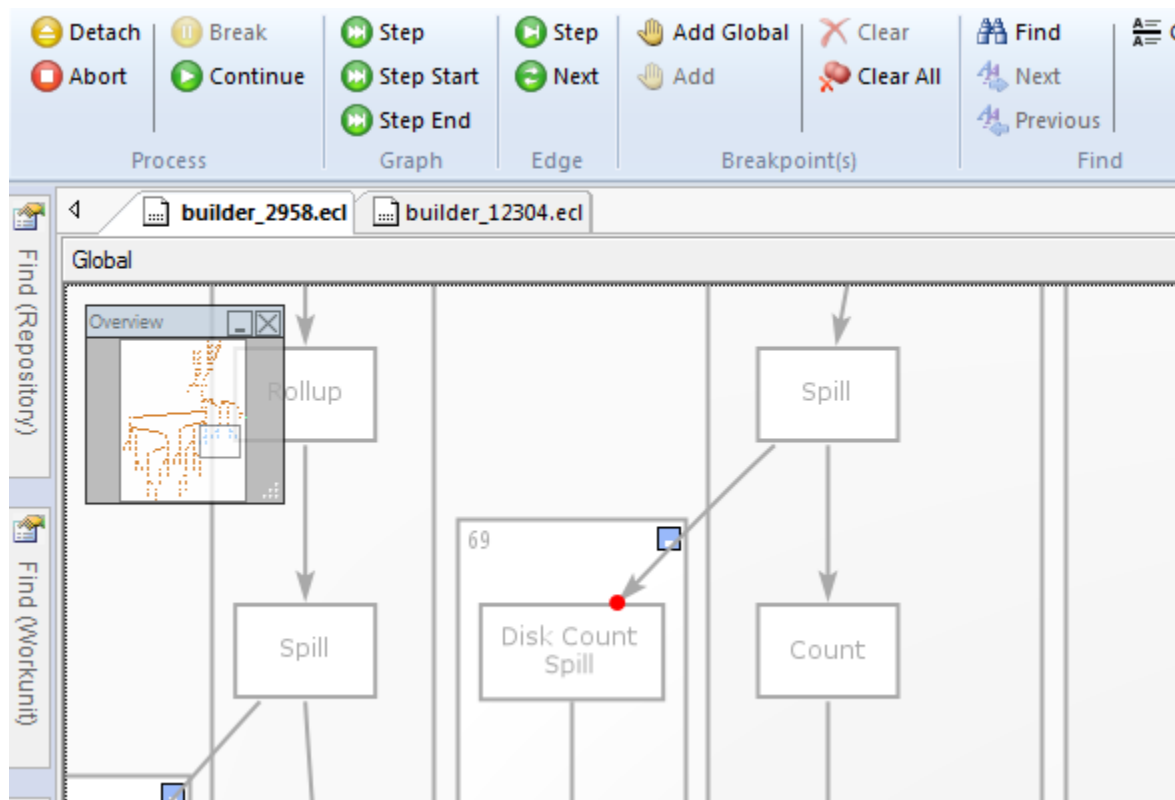 Detach
Break
Step
Step
Add Global
Clear
Find
Abort
Continue
Step Start
Next
Add
Clear All
Next
Step End
Previous
Process
Graph
Edge
Breakpoint(s)
Find
builder_2958.ecl
builder_12304.ecl
Find (Repository)
Find (Workunit)
Global
Overview
Rollup
Spill
69
Spill
Disk Count
Spill
Count